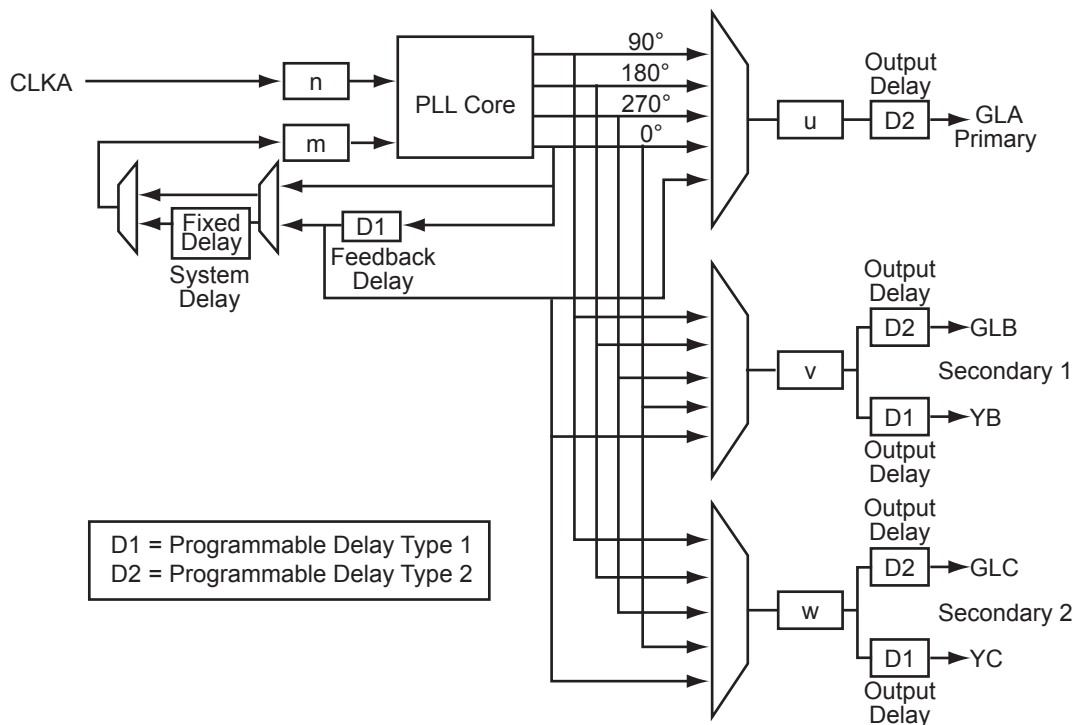 90°
180°
270°
0°
CLKA
n
m
PLL Core
Fixed
Delay
System
Delay
D1
Feedback
Delay
u
Output
Delay
D2
GLA
Primary
Output
Delay
D2
GLB
v
Secondary 1
D1
YB
Output
Delay
Output
Delay
D2
GLC
w
Secondary 2
D1
YC
Output
Delay
D1 = Programmable Delay Type 1
D2 = Programmable Delay Type 2